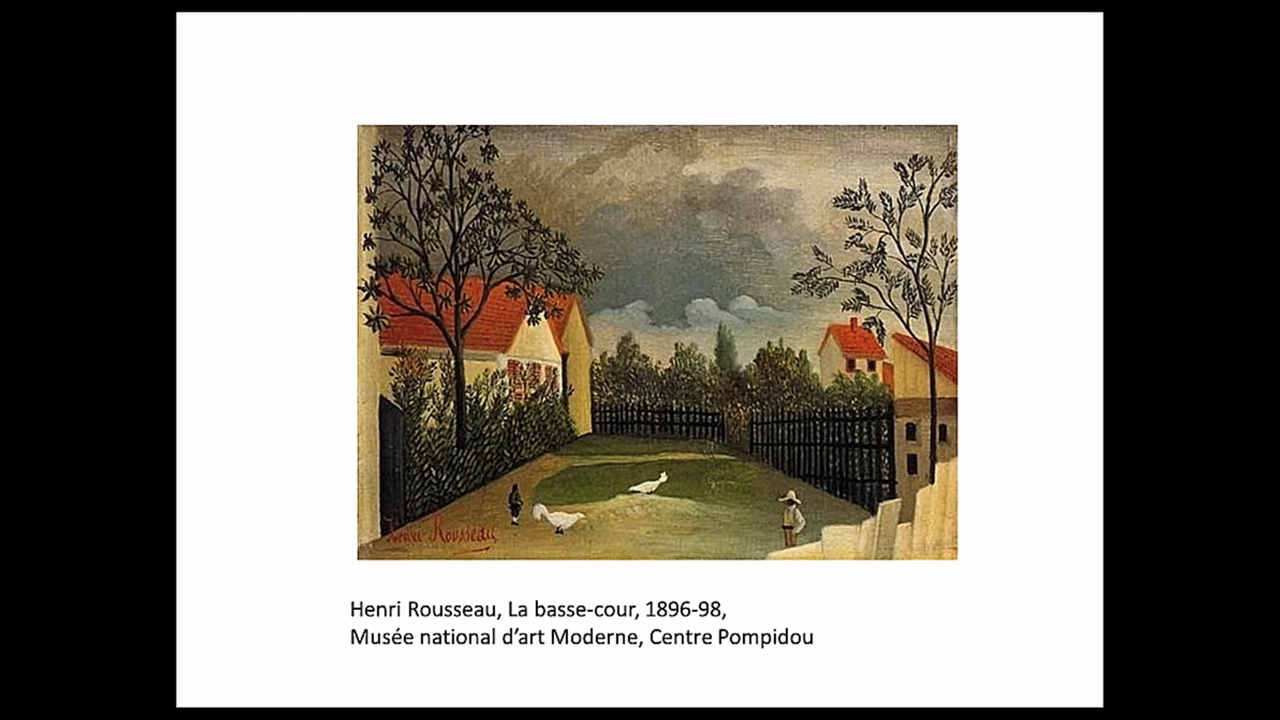 Henri Rousseau
Henri Rousseau, La basse-cour, 1896-98,
Musée national d’art Moderne, Centre Pompidou